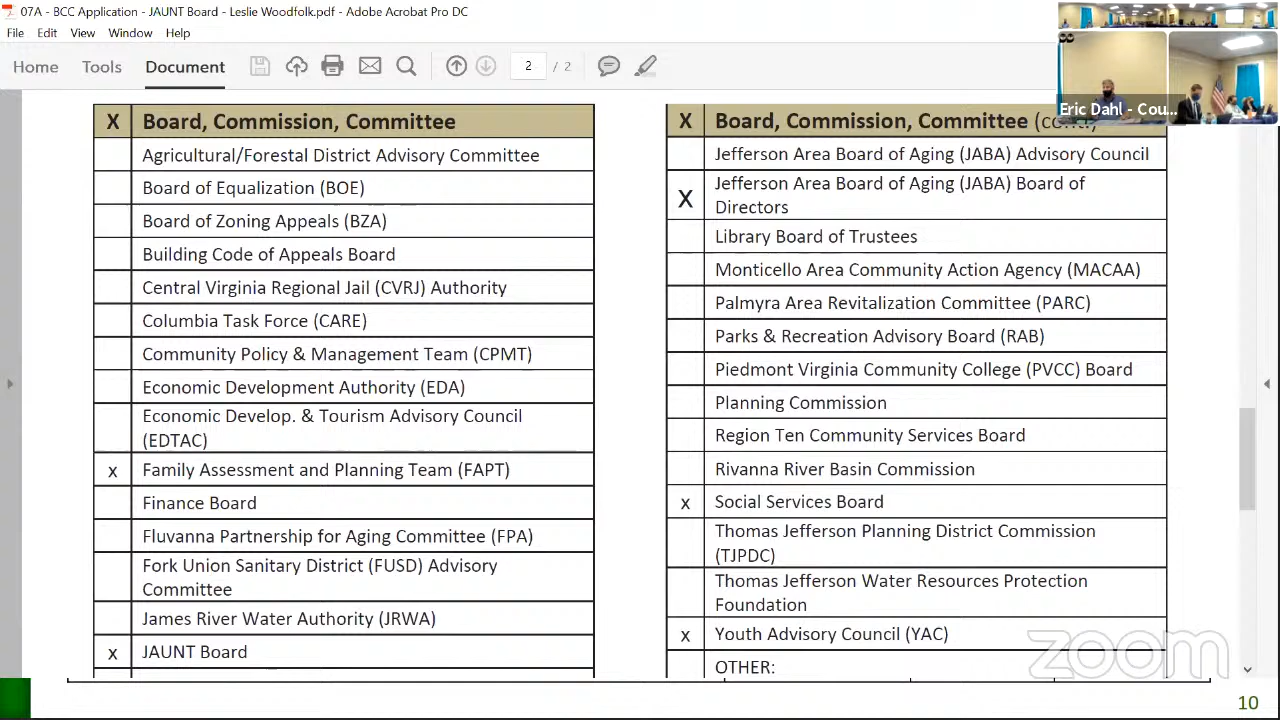 07A - BCC Application - JAUNT Board - Leslie Woodfolk.pdf - Adobe Acrobat Pro DC
File Edit View Window Help
Home Tools Document 2 / 2
Eric Dahl - Cou...
X Board, Commission, Committee
Agricultural/Forestal District Advisory Committee
Board of Equalization (BOE)
Board of Zoning Appeals (BZA)
Building Code of Appeals Board
Central Virginia Regional Jail (CVRJ) Authority
Columbia Task Force (CARE)
Community Policy & Management Team (CPMT)
Economic Development Authority (EDA)
Economic Develop. & Tourism Advisory Council
(EDTAC)
x Family Assessment and Planning Team (FAPT)
Finance Board
Fluvanna Partnership for Aging Committee (FPA)
Fork Union Sanitary District (FUSD) Advisory
Committee
James River Water Authority (JRWA)
x JAUNT Board
X Board, Commission, Committee (cont.)
Jefferson Area Board of Aging (JABA) Advisory Council
Jefferson Area Board of Aging (JABA) Board of
X Directors
Library Board of Trustees
Monticello Area Community Action Agency (MACAA)
Palmyra Area Revitalization Committee (PARC)
Parks & Recreation Advisory Board (RAB)
Piedmont Virginia Community College (PVCC) Board
Planning Commission
Region Ten Community Services Board
Rivanna River Basin Commission
x Social Services Board
Thomas Jefferson Planning District Commission
(TJPDC)
Thomas Jefferson Water Resources Protection
Foundation
x Youth Advisory Council (YAC)
OTHER:
zoom
10